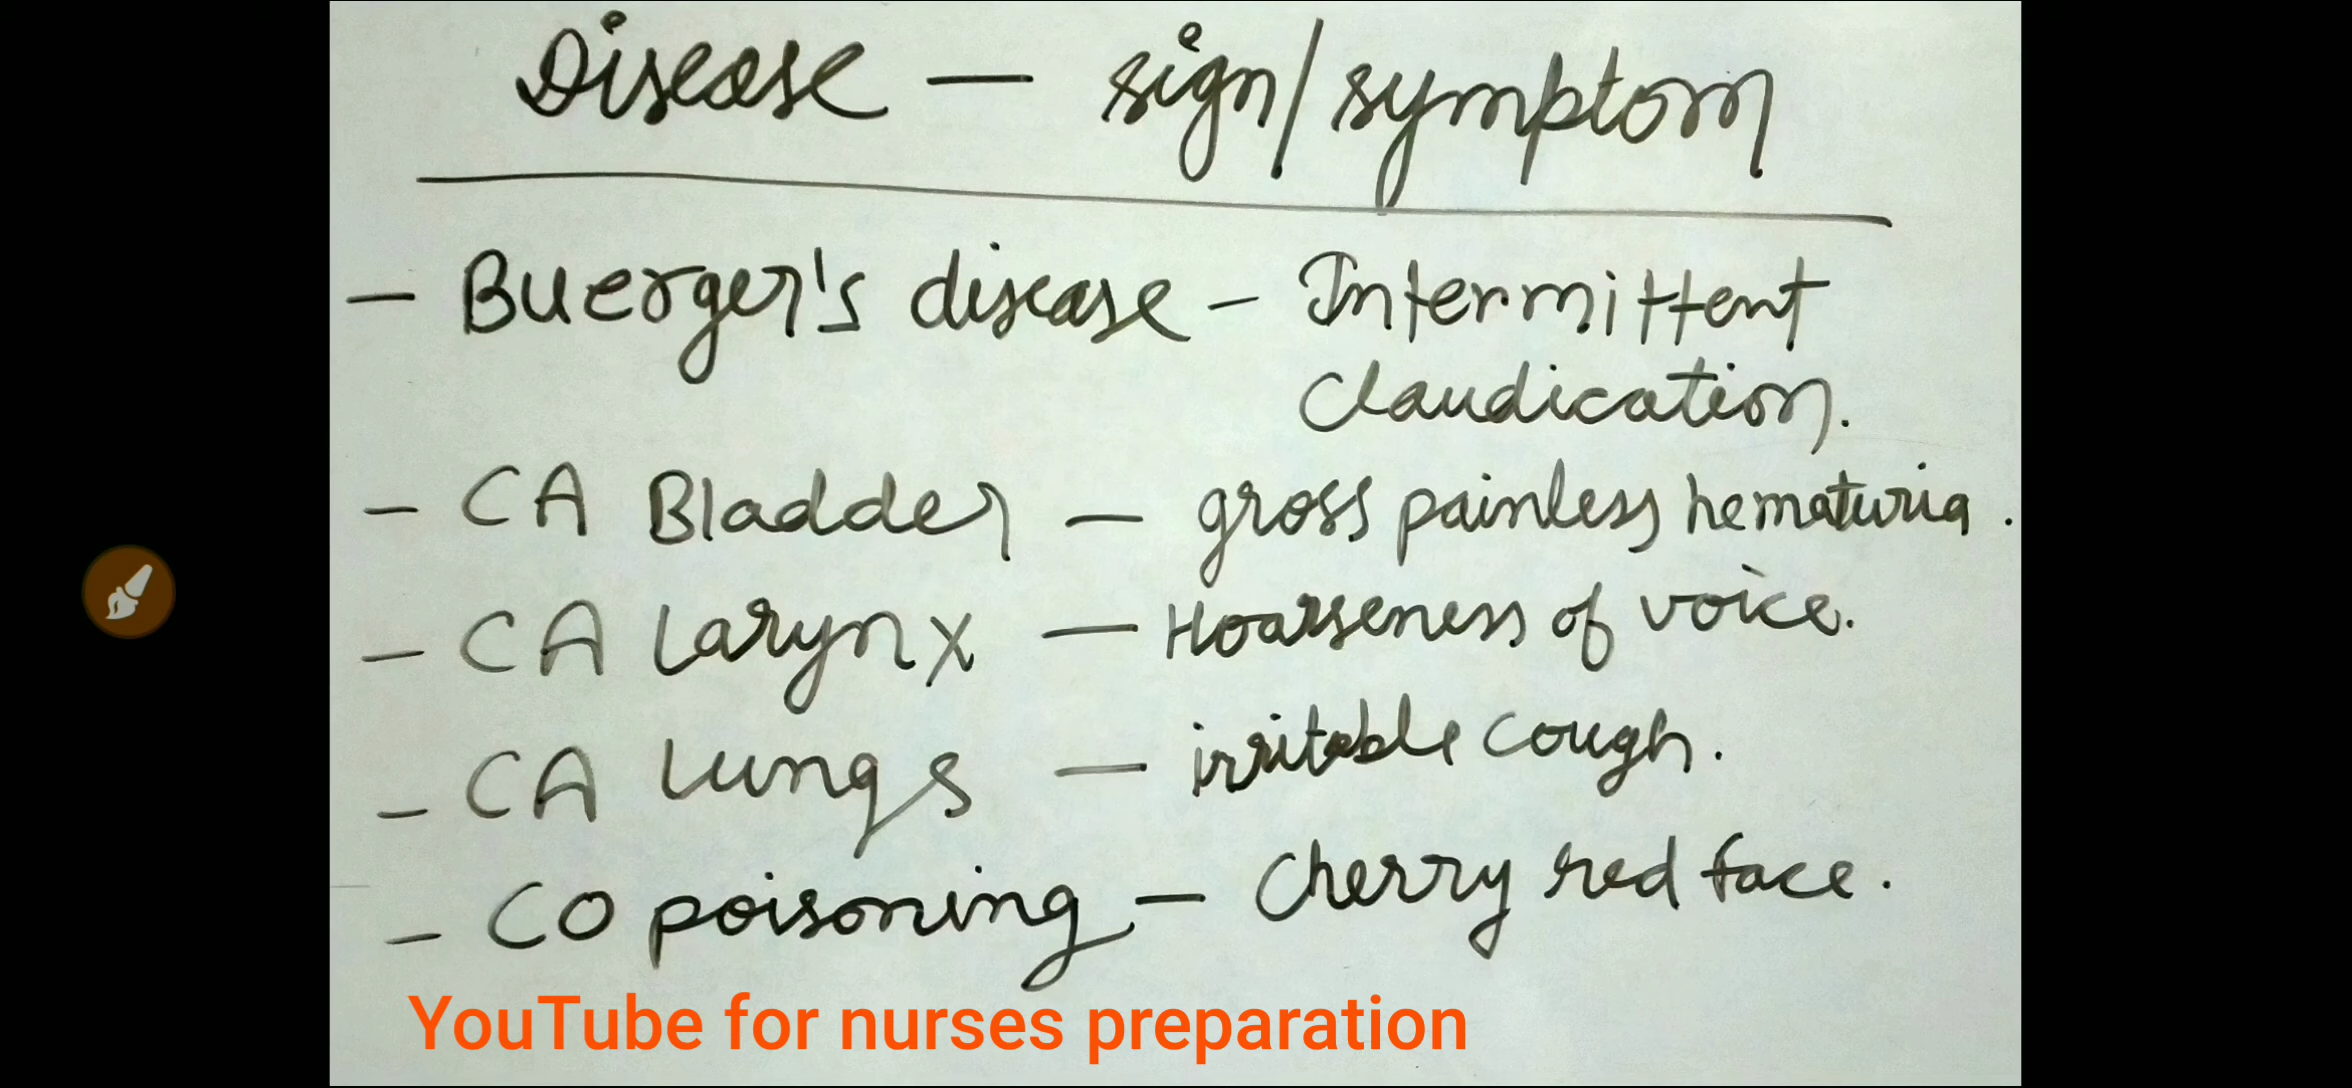 Disease — sign/symptom
- Buerger's disease - Intermittent
Claudication.
- CA Bladder - gross painless hematuria.
- CA Larynx - Hoarseness of voice.
- CA Lungs - irritable cough.
- CO poisoning - Cherry red face.
YouTube for nurses preparation